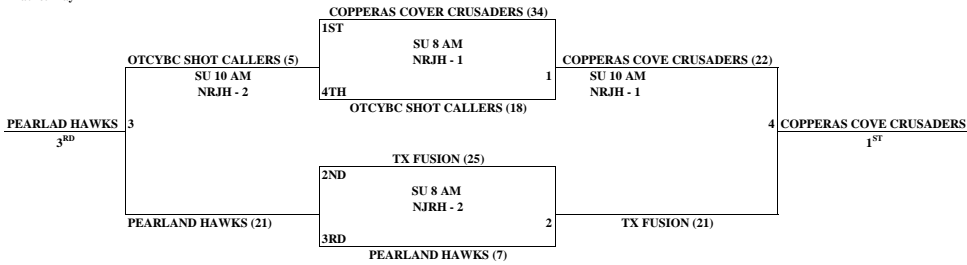 COPPERAS COVER CRUSADERS (34)
1ST
SU 8 AM
NRJH - 1
1
4TH
OTCYBC SHOT CALLERS (18)
OTCYBC SHOT CALLERS (5)
SU 10 AM
NRJH - 2
COPPERAS COVE CRUSADERS (22)
SU 10 AM
NRJH - 1
PEARLAD HAWKS
3
3RD
4
COPPERAS COVE CRUSADERS
1ST
TX FUSION (25)
2ND
SU 8 AM
NJRH - 2
2
3RD
PEARLAND HAWKS (7)
PEARLAND HAWKS (21)
TX FUSION (21)